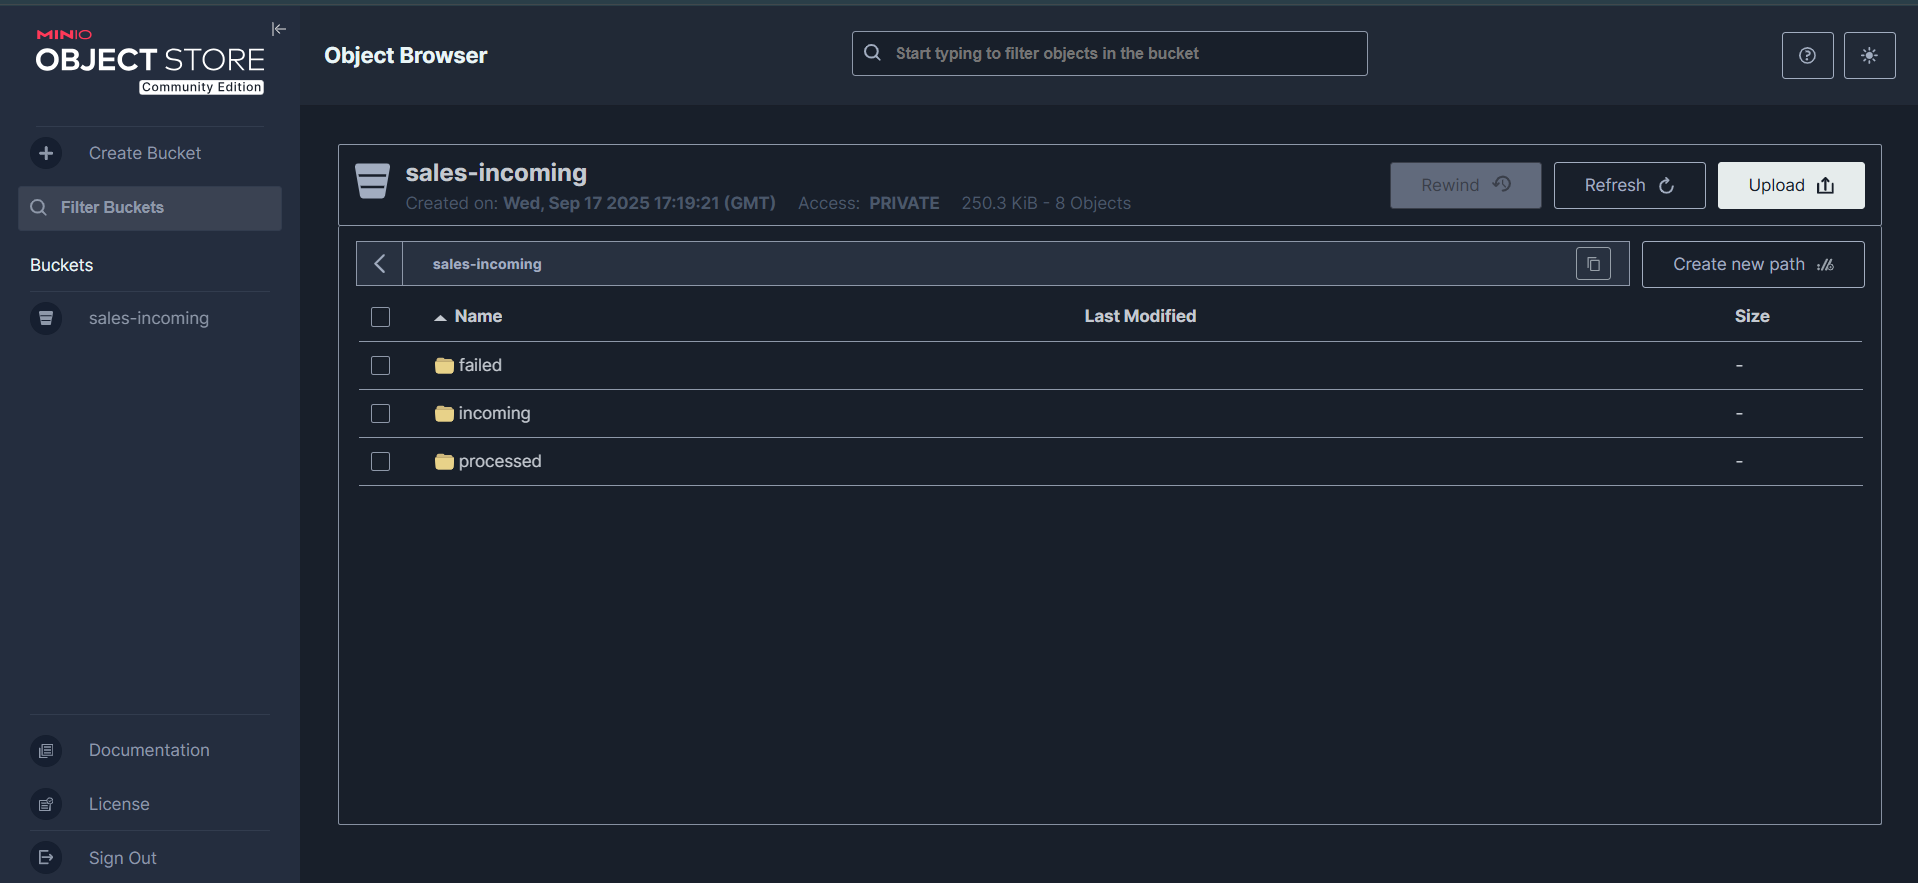 MINIO
OBJECT STORE
Community Edition
Create Bucket
Filter Buckets
Buckets
sales-incoming
Documentation
License
Sign Out
Object Browser
Start typing to filter objects in the bucket
sales-incoming
Created on: Wed, Sep 17 2025 17:19:21 (GMT) Access: PRIVATE 250.3 KiB - 8 Objects
Rewind Refresh Upload
sales-incoming
Create new path
Name Last Modified Size
failed -
incoming -
processed -